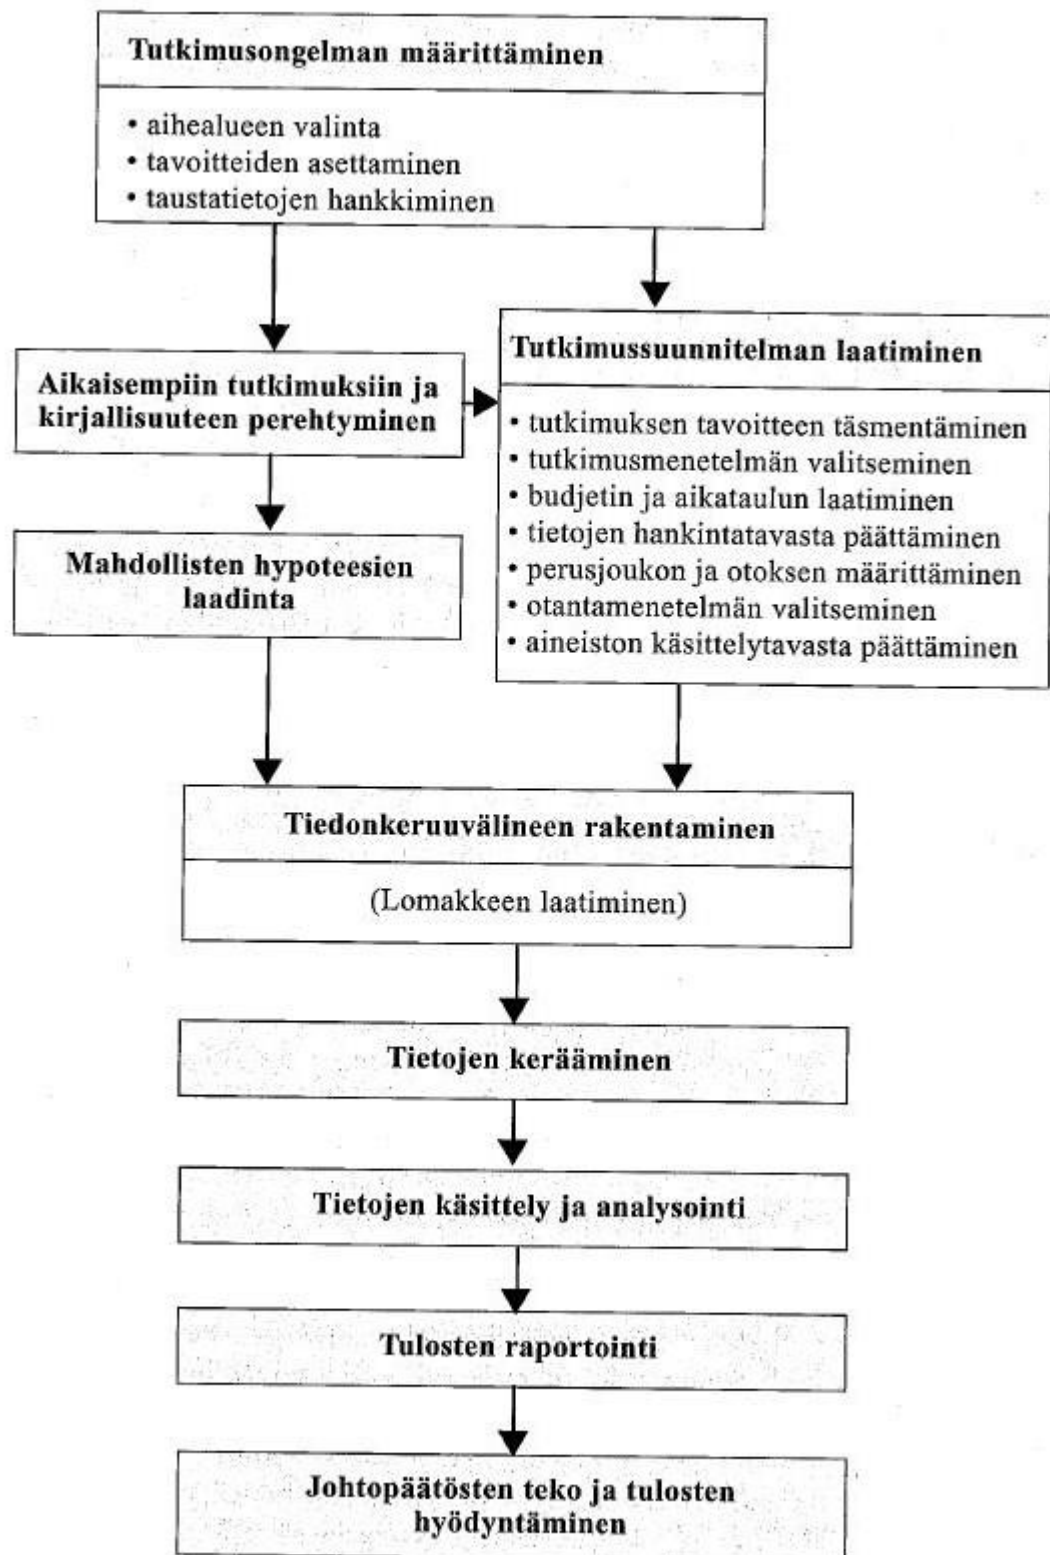 Tutkimusongelman määrittäminen
• aihealueen valinta
• tavoitteiden asettaminen
• taustatietojen hankkiminen
Aikaisempiin tutkimuksiin ja
kirjallisuuteen perehtyminen
Mahdollisten hypoteesien
laadinta
Tutkimussuunnitelman laatiminen
• tutkimuksen tavoitteen täsmentäminen
• tutkimusmenetelmän valitseminen
• budjetin ja aikataulun laatiminen
• tietojen hankintatavasta päättäminen
• perusjoukon ja otoksen määrittäminen
• otantamenetelmän valitseminen
• aineiston käsittelytavasta päättäminen
Tiedonkeruuvälineen rakentaminen
(Lomakkeen laatiminen)
Tietojen kerääminen
Tietojen käsittely ja analysointi
Tulosten raportointi
Johtopäätösten teko ja tulosten
hyödyntäminen